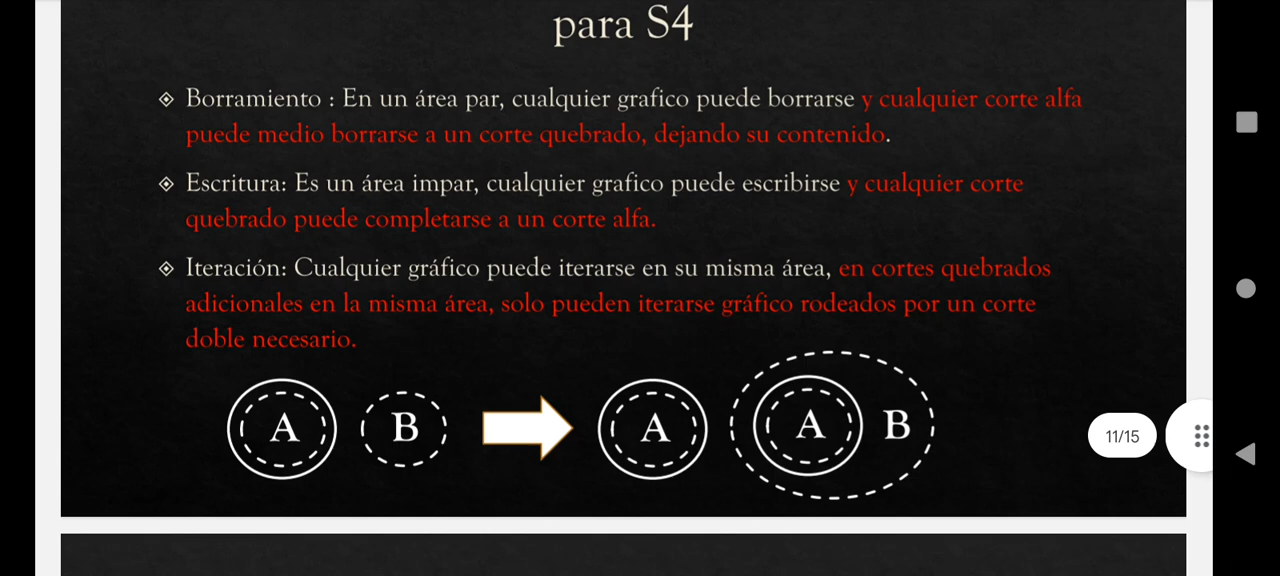 para S4
Borramiento : En un área par, cualquier grafico puede borrarse y cualquier corte alfa
puede medio borrarse a un corte quebrado, dejando su contenido.
Escritura: Es un área impar, cualquier grafico puede escribirse y cualquier corte
quebrado puede completarse a un corte alfa.
Iteración: Cualquier gráfico puede iterarse en su misma área, en cortes quebrados
adicionales en la misma área, solo pueden iterarse gráfico rodeados por un corte
doble necesario.
A B A A B
11/15